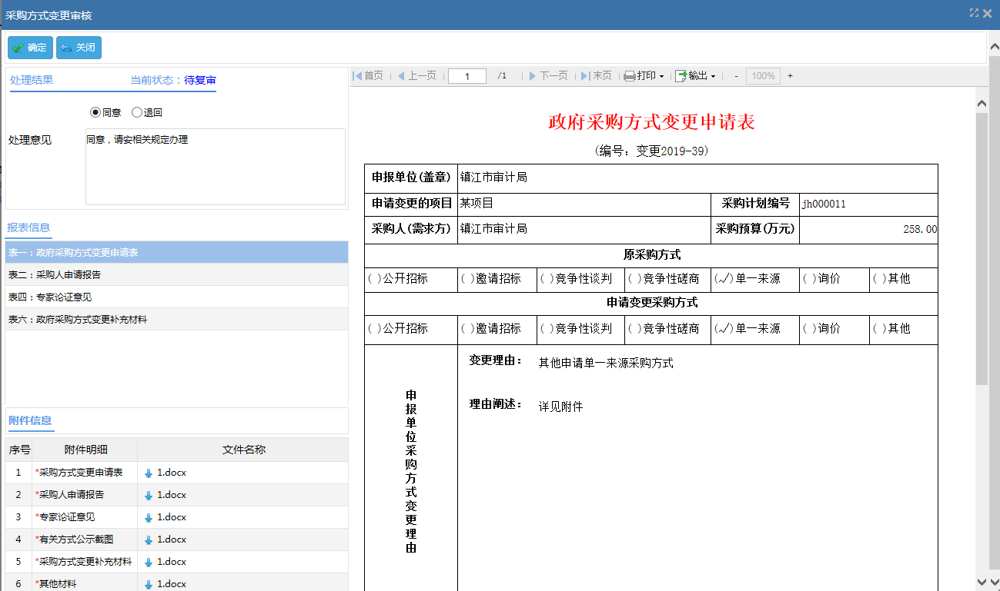 采购方式变更审核
确定 关闭
处理结果 当前状态：待复审
同意 退回
处理意见 同意，请安相关规定办理
报表信息
表一：政府采购方式变更申请表
表二：采购人申请报告
表四：专家论证意见
表六：政府采购方式变更补充材料
附件信息
序号 附件明细 文件名称
1 *采购方式变更申请表 1.docx
2 *采购人申请报告 1.docx
3 *专家论证意见 1.docx
4 *有关方式公示截图 1.docx
5 *采购方式变更补充材料 1.docx
6 *其他材料 1.docx
首页 上一页 1 /1 下一页 末页 打印 输出 - 100% +
政府采购方式变更申请表
(编号：变更2019-39)
申报单位(盖章) 镇江市审计局
申请变更的项目 某项目 采购计划编号 jh000011
采购人(需求方) 镇江市审计局 采购预算(万元) 258.00
原采购方式
( )公开招标 ( )邀请招标 ( )竞争性谈判 ( )竞争性磋商 (✓)单一来源 ( )询价 ( )其他
申请变更采购方式
( )公开招标 ( )邀请招标 ( )竞争性谈判 ( )竞争性磋商 (✓)单一来源 ( )询价 ( )其他
申报单位采购方式变更理由
变更理由： 其他申请单一来源采购方式
理由阐述： 详见附件